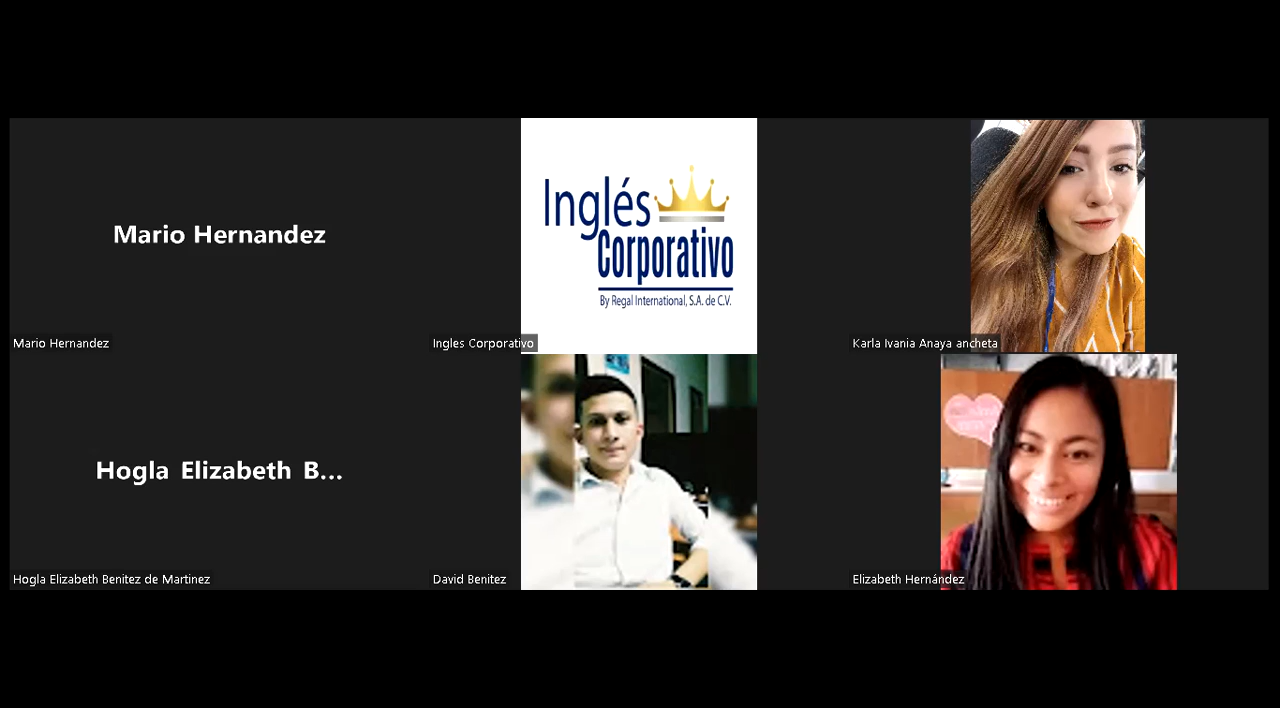 Mario Hernandez
Mario Hernandez
Inglés
Corporativo
By Regal International, S.A. de C.V.
Ingles Corporativo
Karla Ivania Anaya ancheta
Hogla Elizabeth B...
Hogla Elizabeth Benitez de Martinez
David Benitez
Elizabeth Hernández